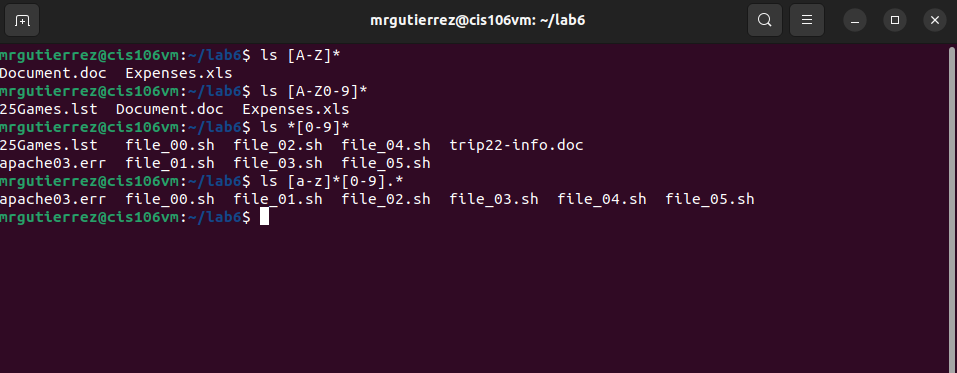 mrgutierrez@cis106vm: ~/lab6
mrgutierrez@cis106vm:~/lab6$ ls [A-Z]*
Document.doc  Expenses.xls
mrgutierrez@cis106vm:~/lab6$ ls [A-Z0-9]*
25Games.lst  Document.doc  Expenses.xls
mrgutierrez@cis106vm:~/lab6$ ls *[0-9]*
25Games.lst   file_00.sh  file_02.sh  file_04.sh  trip22-info.doc
apache03.err  file_01.sh  file_03.sh  file_05.sh
mrgutierrez@cis106vm:~/lab6$ ls [a-z]*[0-9].*
apache03.err  file_00.sh  file_01.sh  file_02.sh  file_03.sh  file_04.sh  file_05.sh
mrgutierrez@cis106vm:~/lab6$